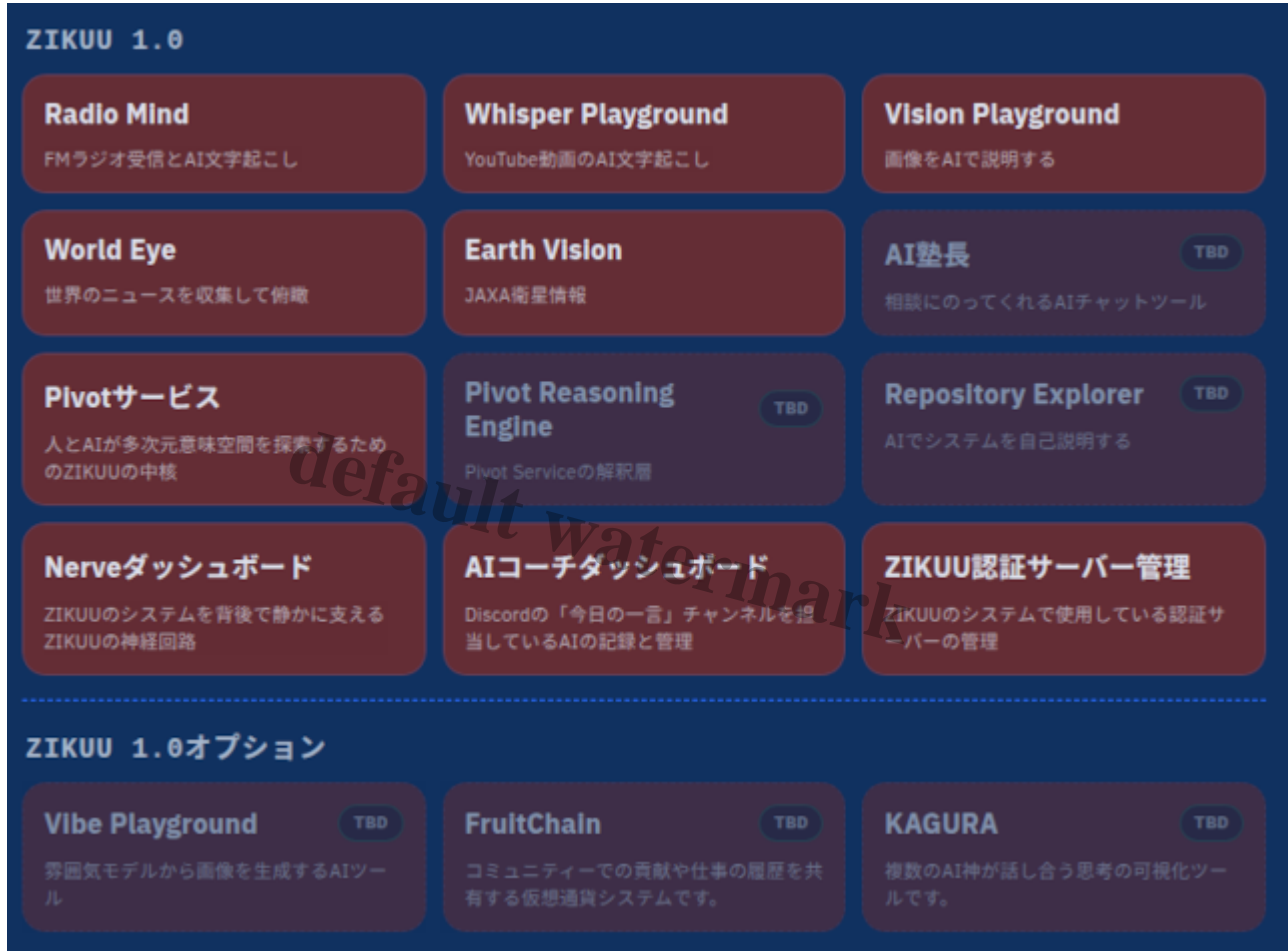 ZIKUU 1.0
Radio Mind
FMラジオ受信とAI文字起こし
Whisper Playground
YouTube動画のAI文字起こし
Vision Playground
画像をAIで説明する
World Eye
世界のニュースを収集して俯瞰
Earth Vision
JAXA衛星情報
AI塾長
TBD
相談にのってくれるAIチャットツール
Pivotサービス
人とAIが多次元意味空間を探索するため
のZIKUUの中核
Pivot Reasoning
Engine
TBD
Pivot Serviceの解釈層
Repository Explorer
TBD
AIでシステムを自己説明する
Nerveダッシュボード
ZIKUUのシステムを背後で静かに支える
ZIKUUの神経回路
AIコーチダッシュボード
Discordの「今日の一言」チャンネルを担
当しているAIの記録と管理
ZIKUU認証サーバー管理
ZIKUUのシステムで使用している認証サ
ーバーの管理
default watermark
ZIKUU 1.0オプション
Vibe Playground
TBD
雰囲気モデルから画像を生成するAIツー
ル
FruitChain
TBD
コミュニティーでの貢献や仕事の履歴を共
有する仮想通貨システムです。
KAGURA
TBD
複数のAI神が話し合う思考の可視化ツー
ルです。